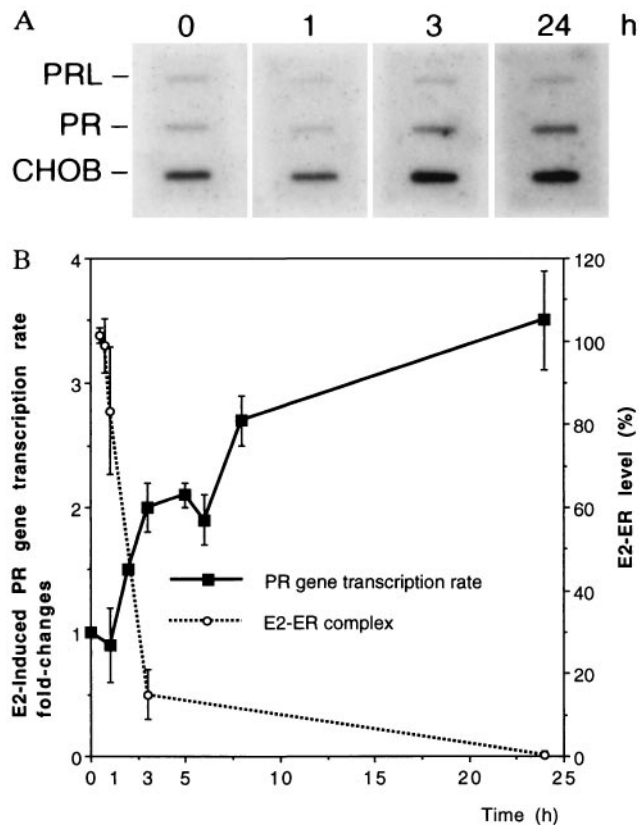 A
0 1 3 24 h
PRL –
PR –
CHOB –
B
E2-Induced PR gene transcription rate
fold-changes
4
3
2
1
0
120
100
80
60
40
20
0
E2-ER level (%)
PR gene transcription rate
E2-ER complex
0 1 3 5 10 15 20 25
Time (h)